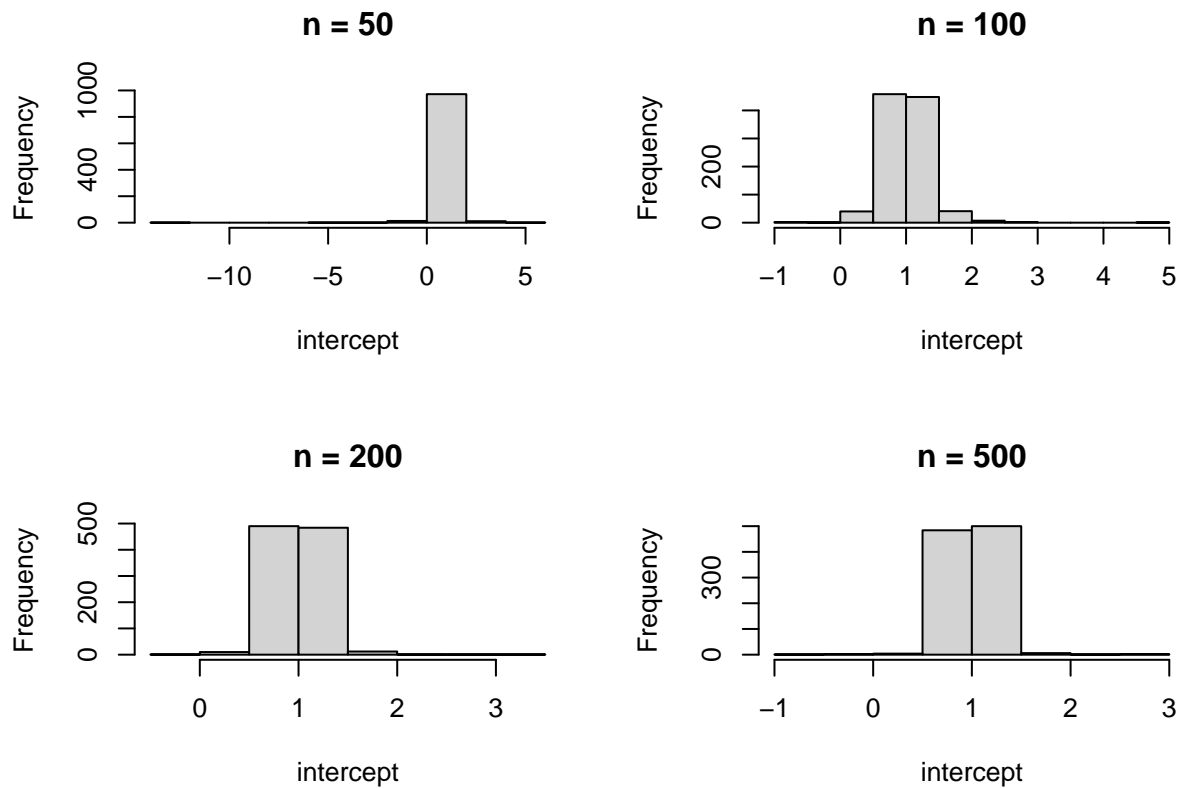 n = 50
Frequency
0 400 1000
−10 −5 0 5
intercept
n = 100
Frequency
0 200
−1 0 1 2 3 4 5
intercept
n = 200
Frequency
0 200 500
0 1 2 3
intercept
n = 500
Frequency
0 300
−1 0 1 2 3
intercept